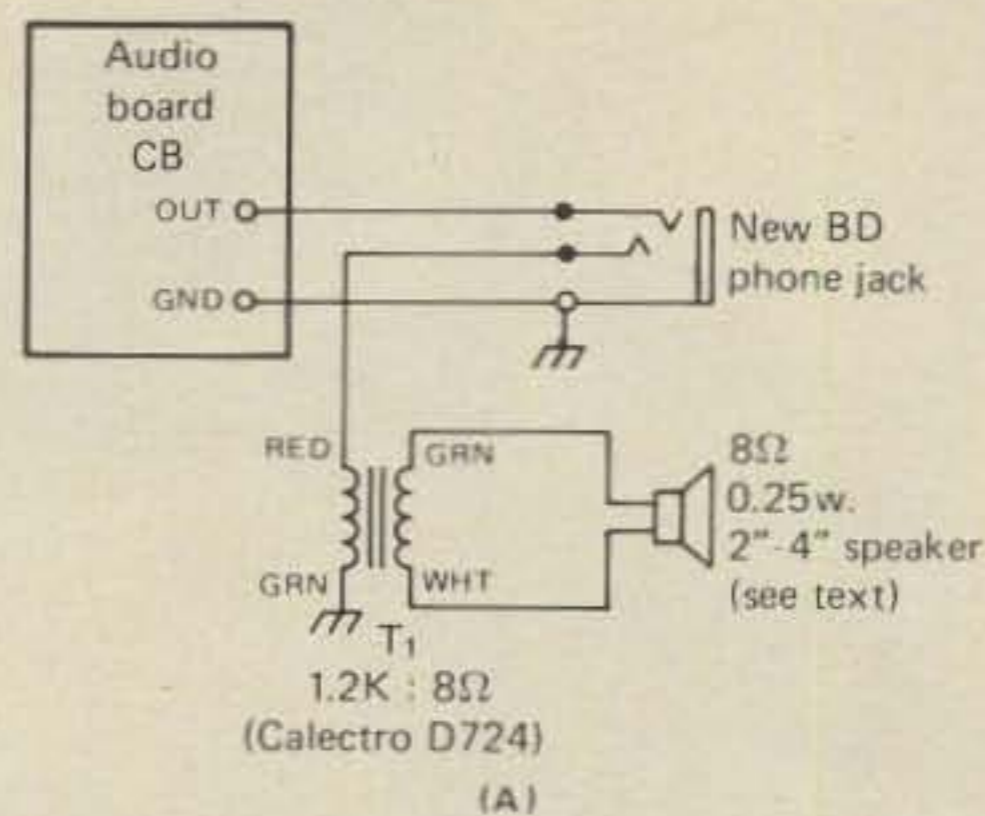 Audio
board
CB
OUT
GND
New BD
phone jack
RED
GRN
GRN
WHT
8Ω
0.25w.
2"-4" speaker
(see text)
T1
1.2K : 8Ω
(Calectro D724)
(A)